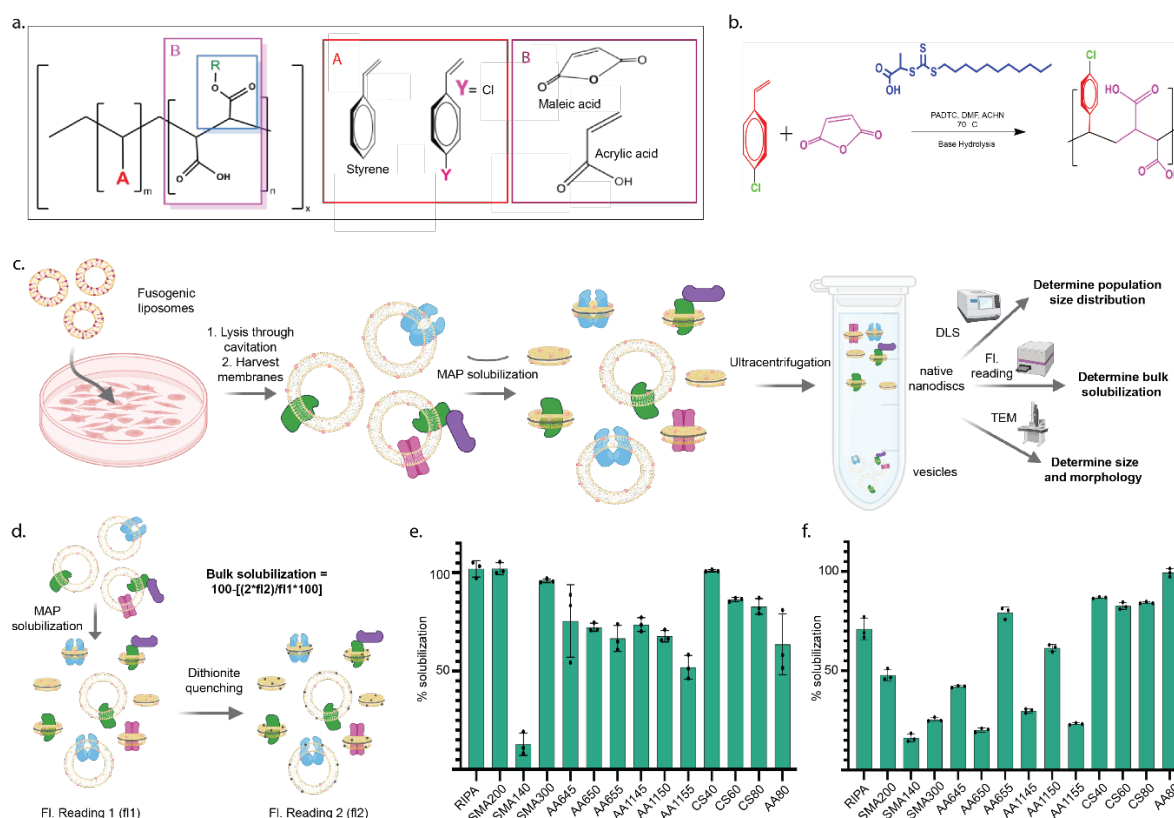 a.
B
R
O
O
O
OH
A
m
n
x
A
Styrene
Y= Cl
Y
B
O
O
O
Maleic acid
Acrylic acid
O
OH
b.
Cl
+
O
O
O
S
O
OH
S
S
PADTC, DMF, ACHN
70 °C
Base Hydrolysis
Cl
HO
O
O
OH
c.
Fusogenic
liposomes
1. Lysis through
cavitation
2. Harvest
membranes
MAP solubilization
Ultracentrifugation
native
nanodiscs
vesicles
DLS
Fl.
reading
TEM
Determine population
size distribution
Determine bulk
solubilization
Determine size
and morphology
d.
MAP
solubilization
Bulk solubilization =
100-[(2*fl2)/fl1*100]
Dithionite
quenching
Fl. Reading 1 (fl1)
Fl. Reading 2 (fl2)
e.
% solubilization
100
50
RIPA
SMA200
SMA140
SMA300
AA645
AA650
AA655
AA1145
AA1150
AA1155
CS40
CS60
CS80
AA80
f.
% solubilization
100
50
0
RIPA
SMA200
SMA140
SMA300
AA645
AA650
AA655
AA1145
AA1150
AA1155
CS40
CS60
CS80
AA80